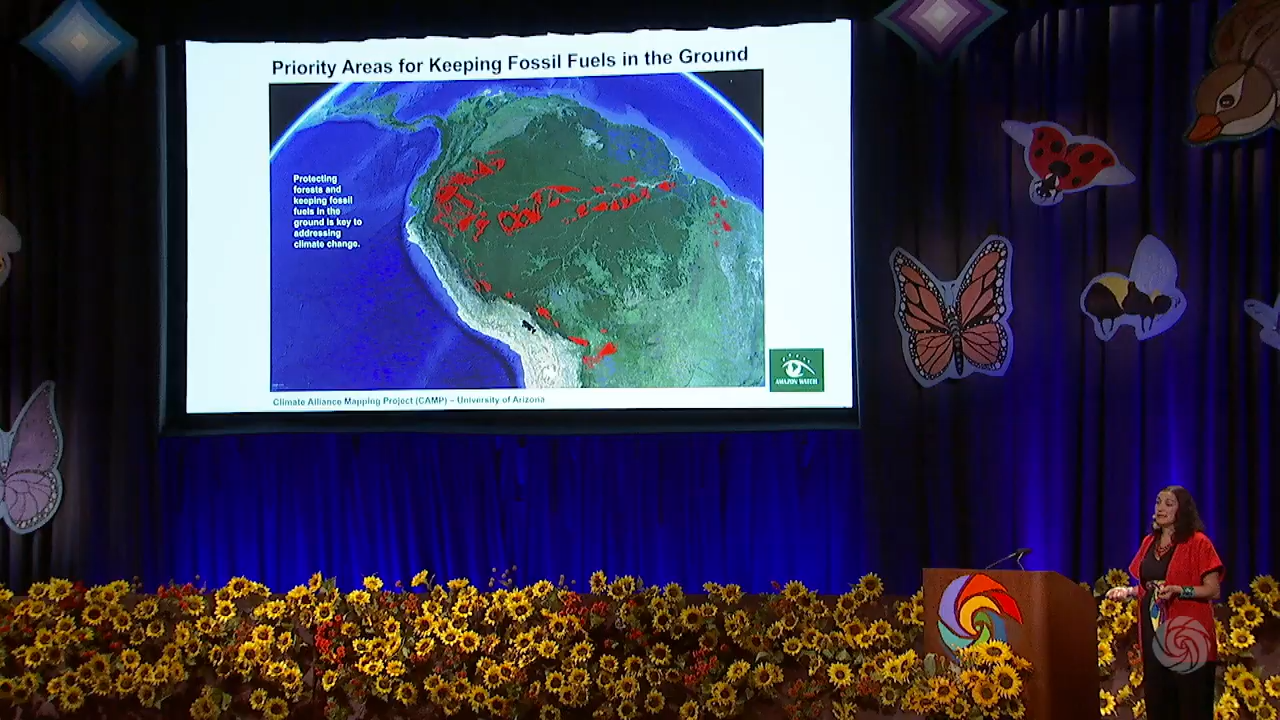 Priority Areas for Keeping Fossil Fuels in the Ground
Protecting
forests and
keeping fossil
fuels in the
ground is key to
addressing
climate change.
AMAZON WATCH
Climate Alliance Mapping Project (CAMP) – University of Arizona